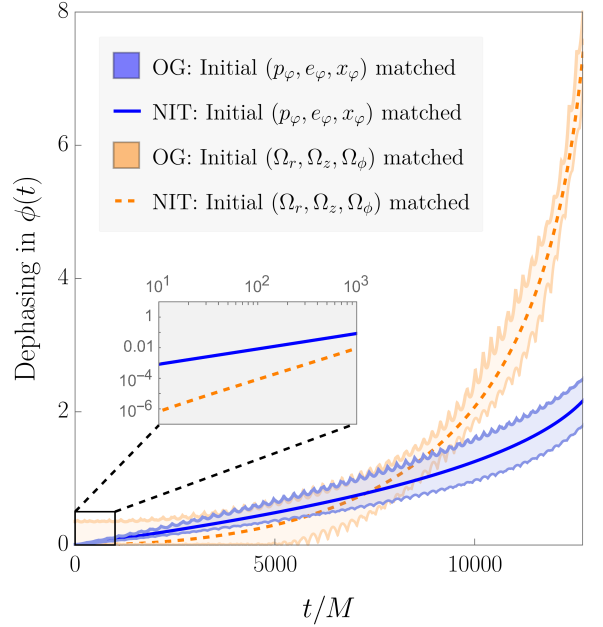 8
6
4
2
0
Dephasing in ϕ(t)
OG: Initial (p_φ, e_φ, x_φ) matched
NIT: Initial (p_φ, e_φ, x_φ) matched
OG: Initial (Ω_r, Ω_z, Ω_ϕ) matched
NIT: Initial (Ω_r, Ω_z, Ω_ϕ) matched
10^1 10^2 10^3
1
0.01
10^-4
10^-6
0 5000 10000
t/M